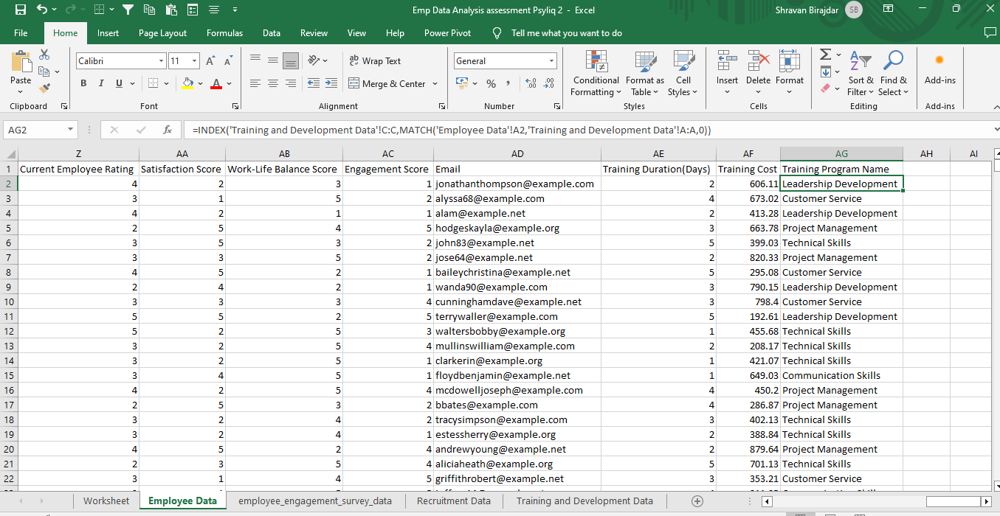 Emp Data Analysis assessment Psyliq 2 - Excel
Shravan Birajdar SB
File Home Insert Page Layout Formulas Data Review View Help Power Pivot Tell me what you want to do
Calibri 11 A A ab Wrap Text General
Paste B I U A Merge & Center % , Conditional Formatting Format as Table Cell Styles Insert Delete Format Sort & Filter Find & Select Add-ins
Clipboard Font Alignment Number Styles Cells Editing Add-ins
AG2 fx =INDEX('Training and Development Data'!C:C,MATCH('Employee Data'!A2,'Training and Development Data'!A:A,0))
Z AA AB AC AD AE AF AG AH AI
1 Current Employee Rating Satisfaction Score Work-Life Balance Score Engagement Score Email Training Duration(Days) Training Cost Training Program Name
2 4 2 3 1 jonathanthompson@example.com 2 606.11 Leadership Development
3 3 1 5 2 alyssa68@example.com 4 673.02 Customer Service
4 4 2 1 1 alam@example.net 2 413.28 Leadership Development
5 2 5 4 5 hodgeskayla@example.org 3 663.78 Project Management
6 3 5 3 2 john83@example.net 5 399.03 Technical Skills
7 3 3 5 2 jose64@example.net 2 820.33 Project Management
8 4 5 2 1 baileychristina@example.net 5 295.08 Customer Service
9 2 4 2 1 wanda90@example.com 3 790.15 Leadership Development
10 3 3 3 4 cunninghamdave@example.net 3 798.4 Customer Service
11 5 5 2 5 terrywaller@example.com 5 192.61 Leadership Development
12 5 2 5 3 waltersbobby@example.org 1 455.68 Technical Skills
13 3 2 5 4 mullinswilliam@example.com 2 208.17 Technical Skills
14 3 2 5 1 clarkerin@example.org 1 421.07 Technical Skills
15 3 4 5 1 floydbenjamin@example.net 1 649.03 Communication Skills
16 4 2 5 4 mcdowelljoseph@example.com 4 450.2 Project Management
17 2 5 3 2 bbates@example.com 4 286.87 Project Management
18 3 2 4 2 tracysimpson@example.com 3 402.13 Technical Skills
19 3 2 4 1 estessherry@example.org 2 388.84 Technical Skills
20 4 5 2 4 andrewyoung@example.net 2 879.64 Project Management
21 2 3 5 4 aliciaheath@example.org 5 701.13 Technical Skills
22 3 1 4 5 griffithrobert@example.net 3 353.21 Customer Service
Worksheet Employee Data employee_engagement_survey_data Recruitment Data Training and Development Data